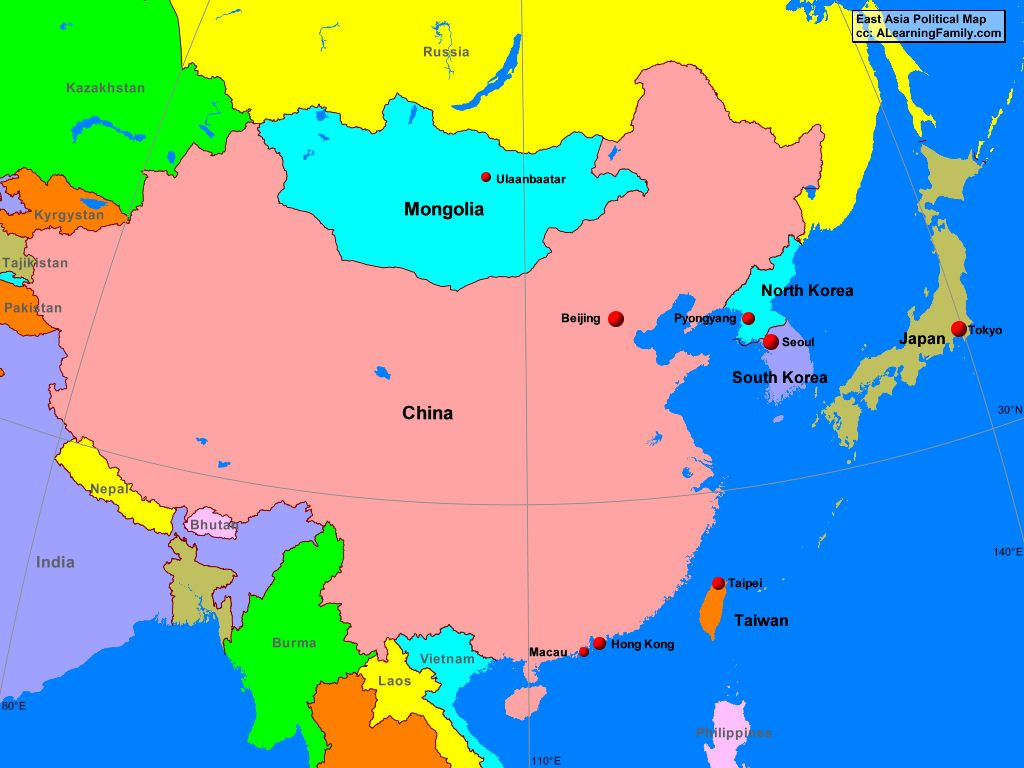 East Asia Political Map
cc: ALearningFamily.com
Russia
Kazakhstan
Ulaanbaatar
Mongolia
Kyrgystan
Tajikistan
North Korea
Pakistan
Beijing
Pyongyang
Tokyo
Japan
Seoul
South Korea
30°N
China
Nepal
Bhutan
140°E
India
Taipei
Taiwan
Burma
Hong Kong
Macau
Vietnam
Laos
80°E
Philippines
110°E